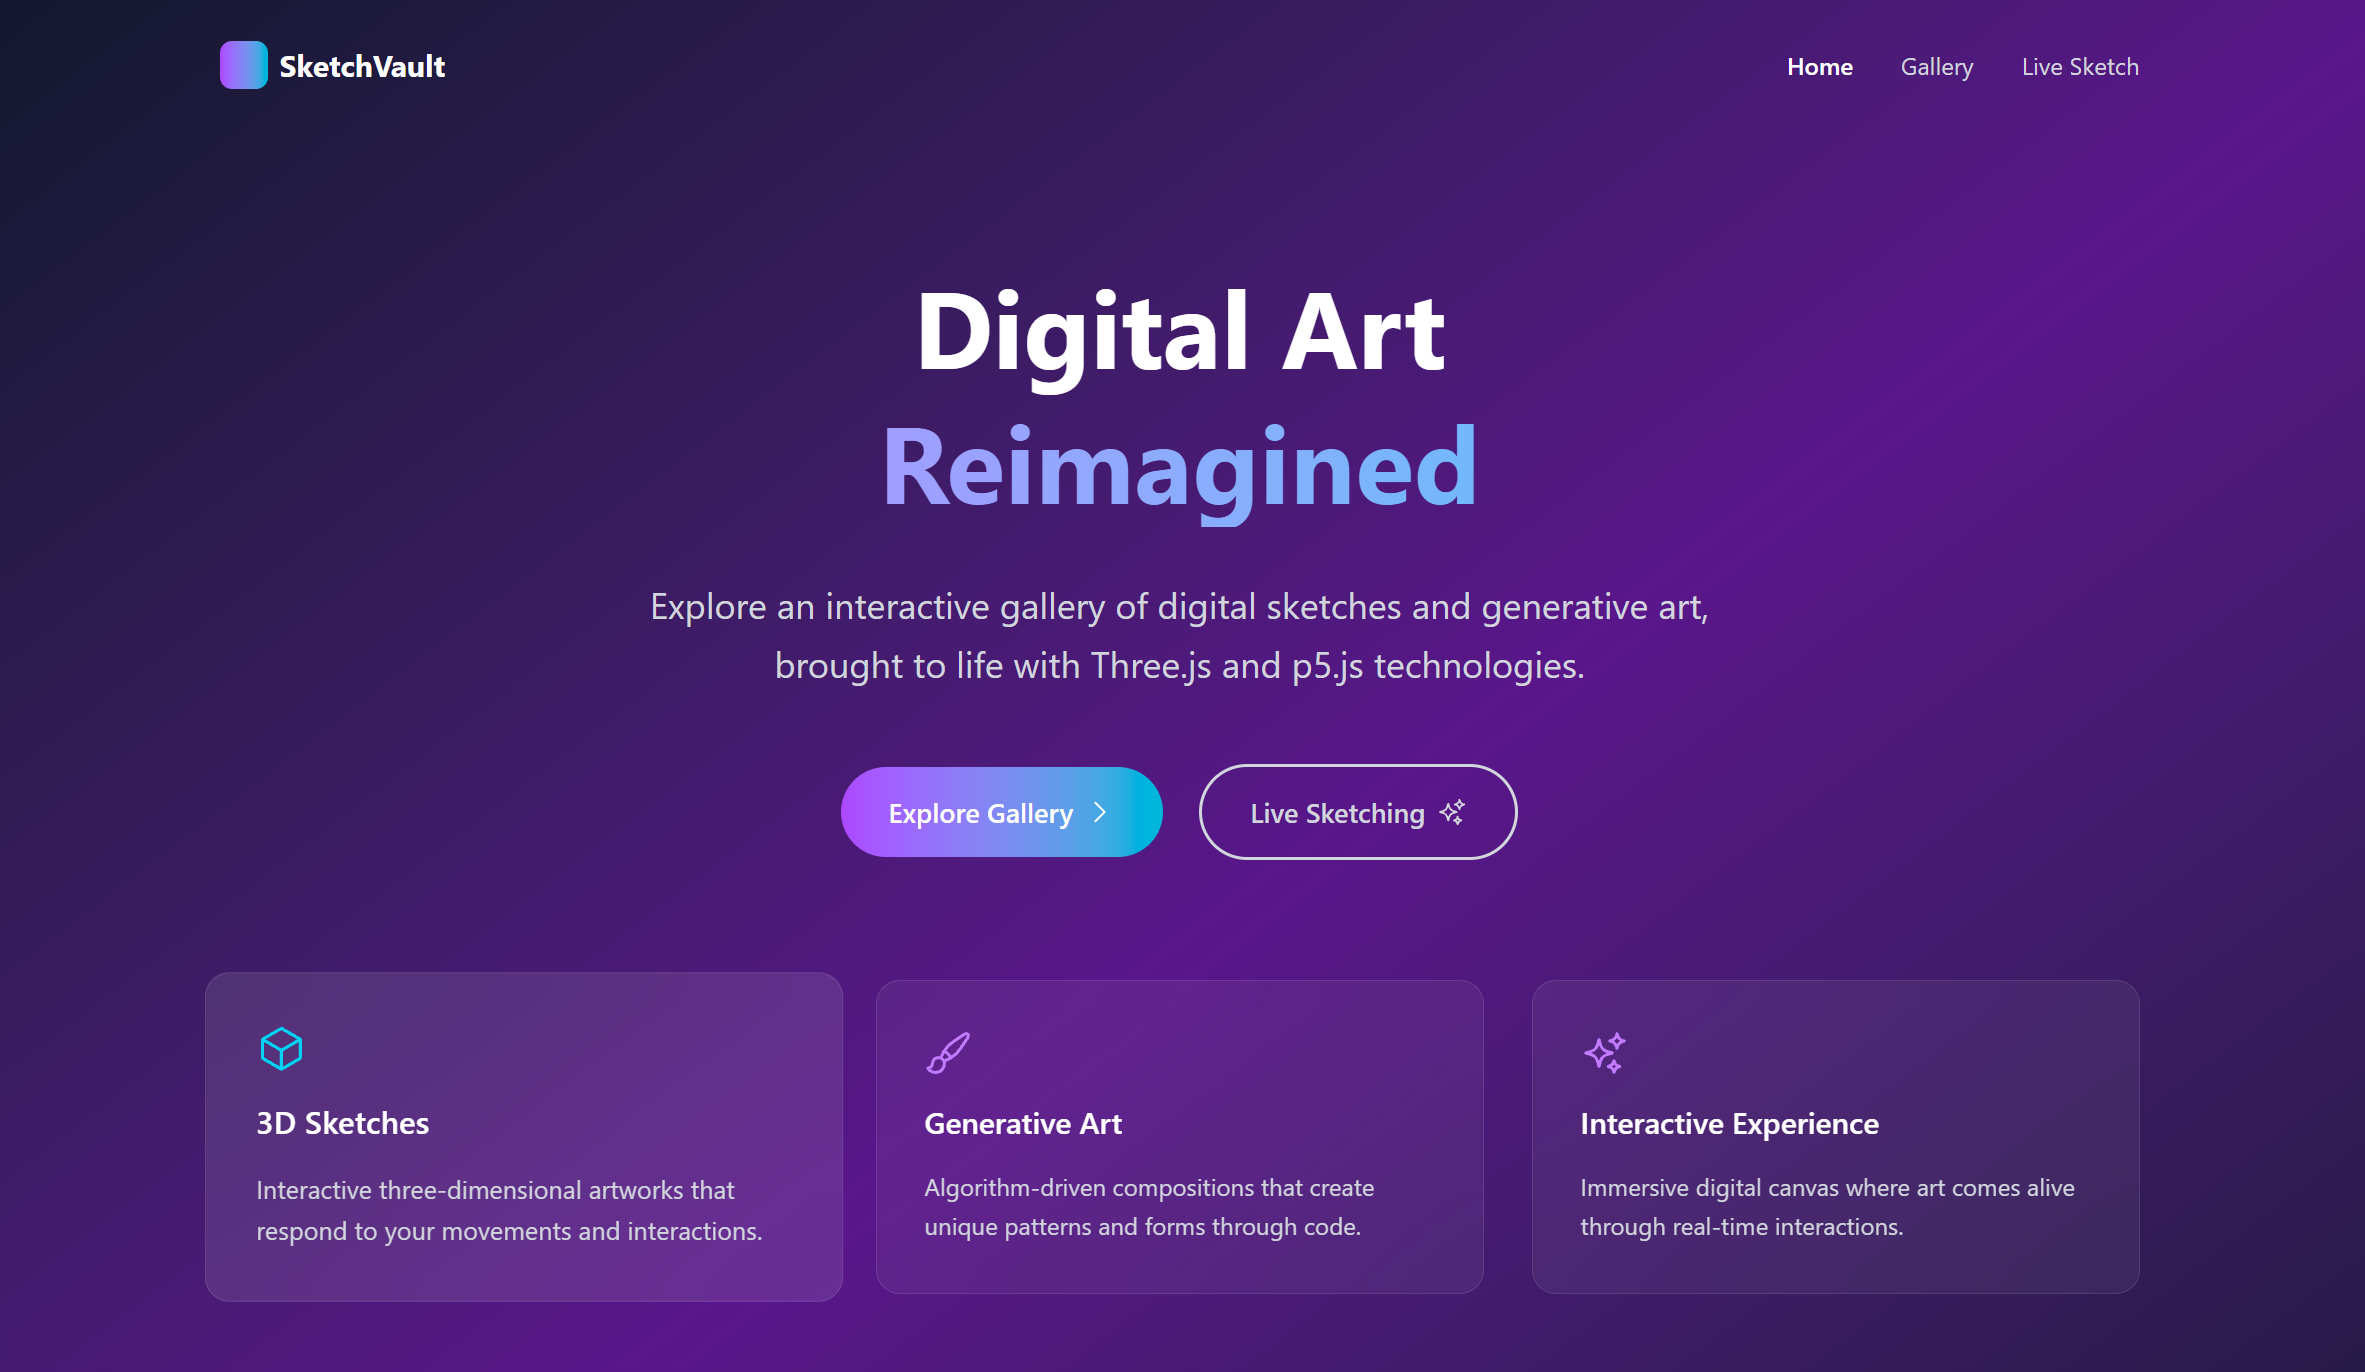 SketchVault
Home
Gallery
Live Sketch
Digital Art
Reimagined
Explore an interactive gallery of digital sketches and generative art,
brought to life with Three.js and p5.js technologies.
Explore Gallery
Live Sketching
3D Sketches
Interactive three-dimensional artworks that
respond to your movements and interactions.
Generative Art
Algorithm-driven compositions that create
unique patterns and forms through code.
Interactive Experience
Immersive digital canvas where art comes alive
through real-time interactions.